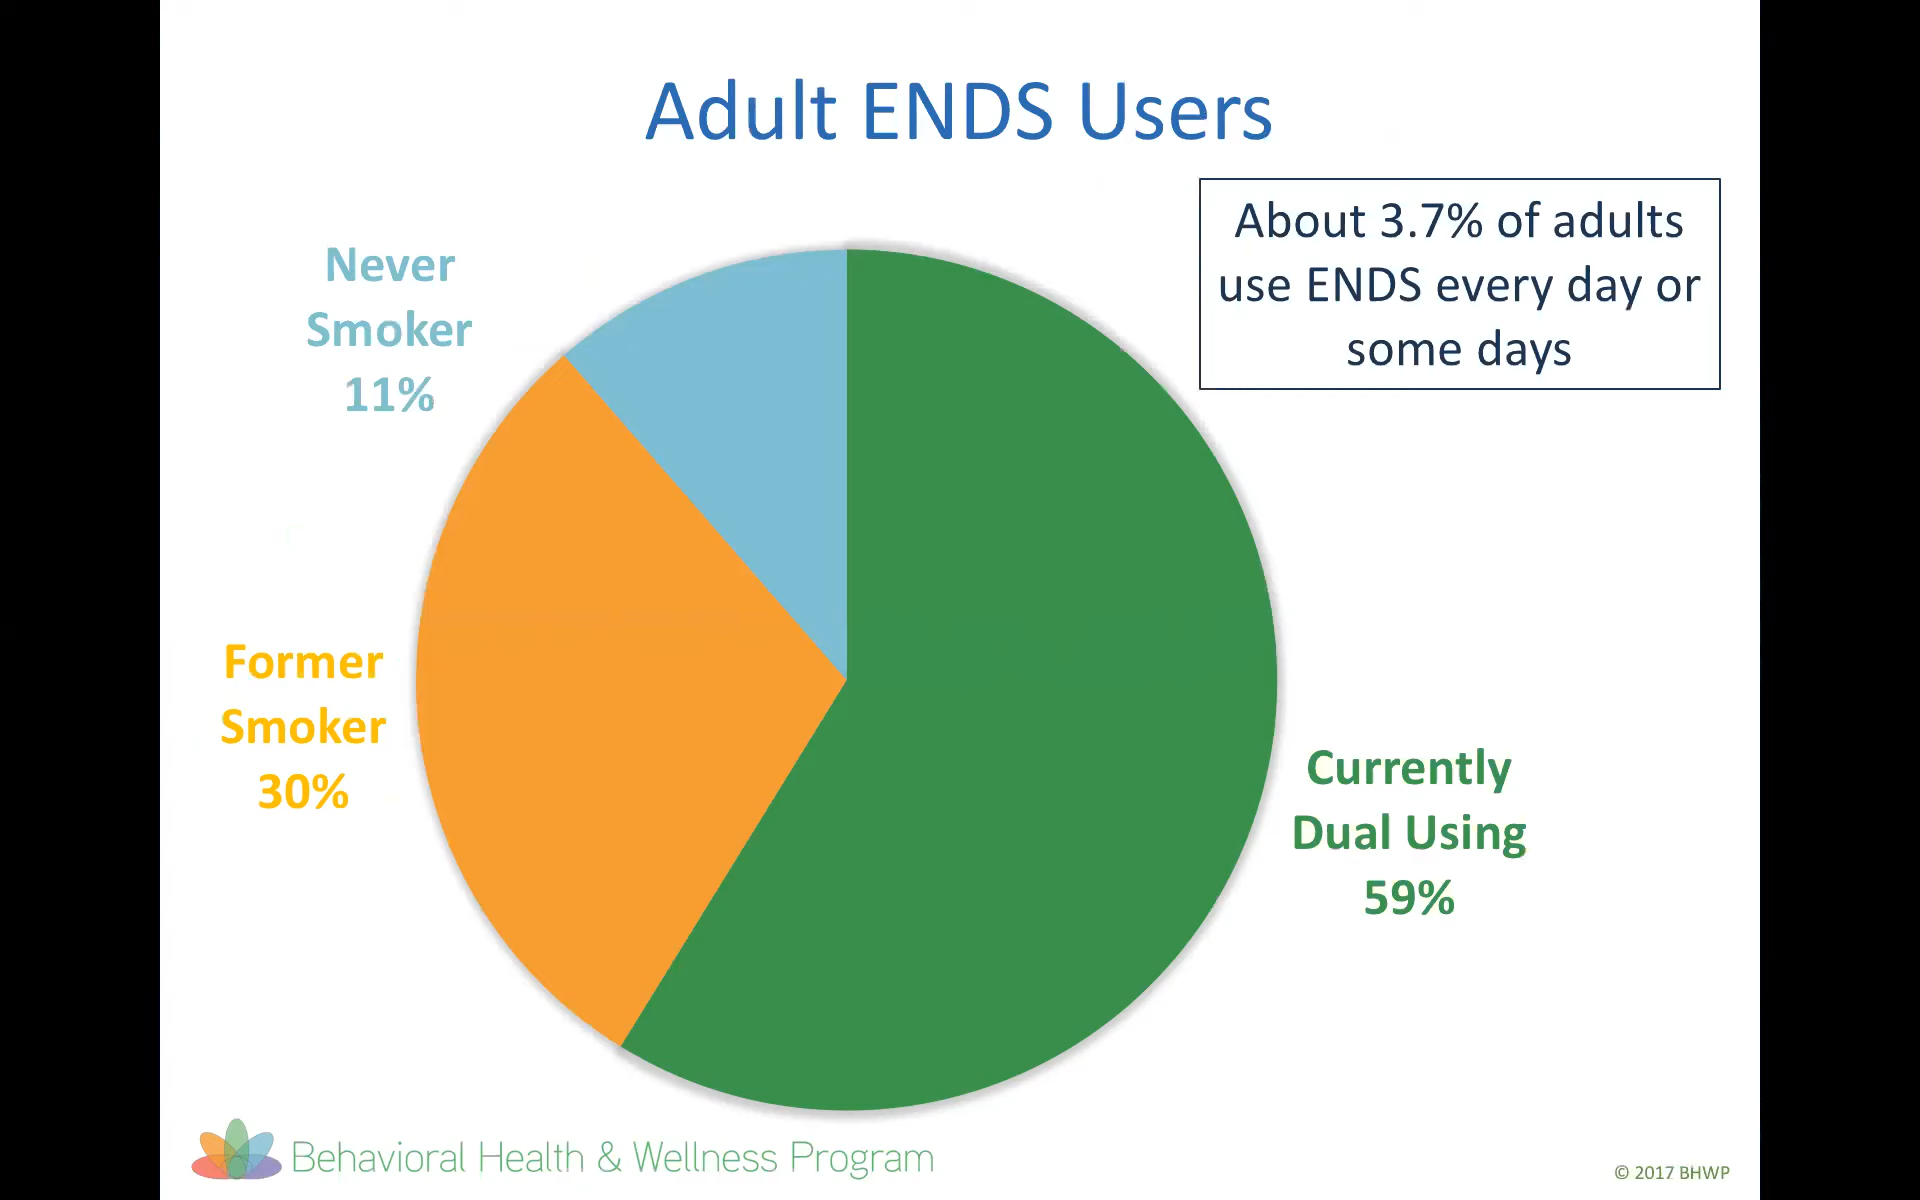 Adult ENDS Users
About 3.7% of adults
use ENDS every day or
some days
Never
Smoker
11%
Former
Smoker
30%
Currently
Dual Using
59%
Behavioral Health & Wellness Program
© 2017 BHWP